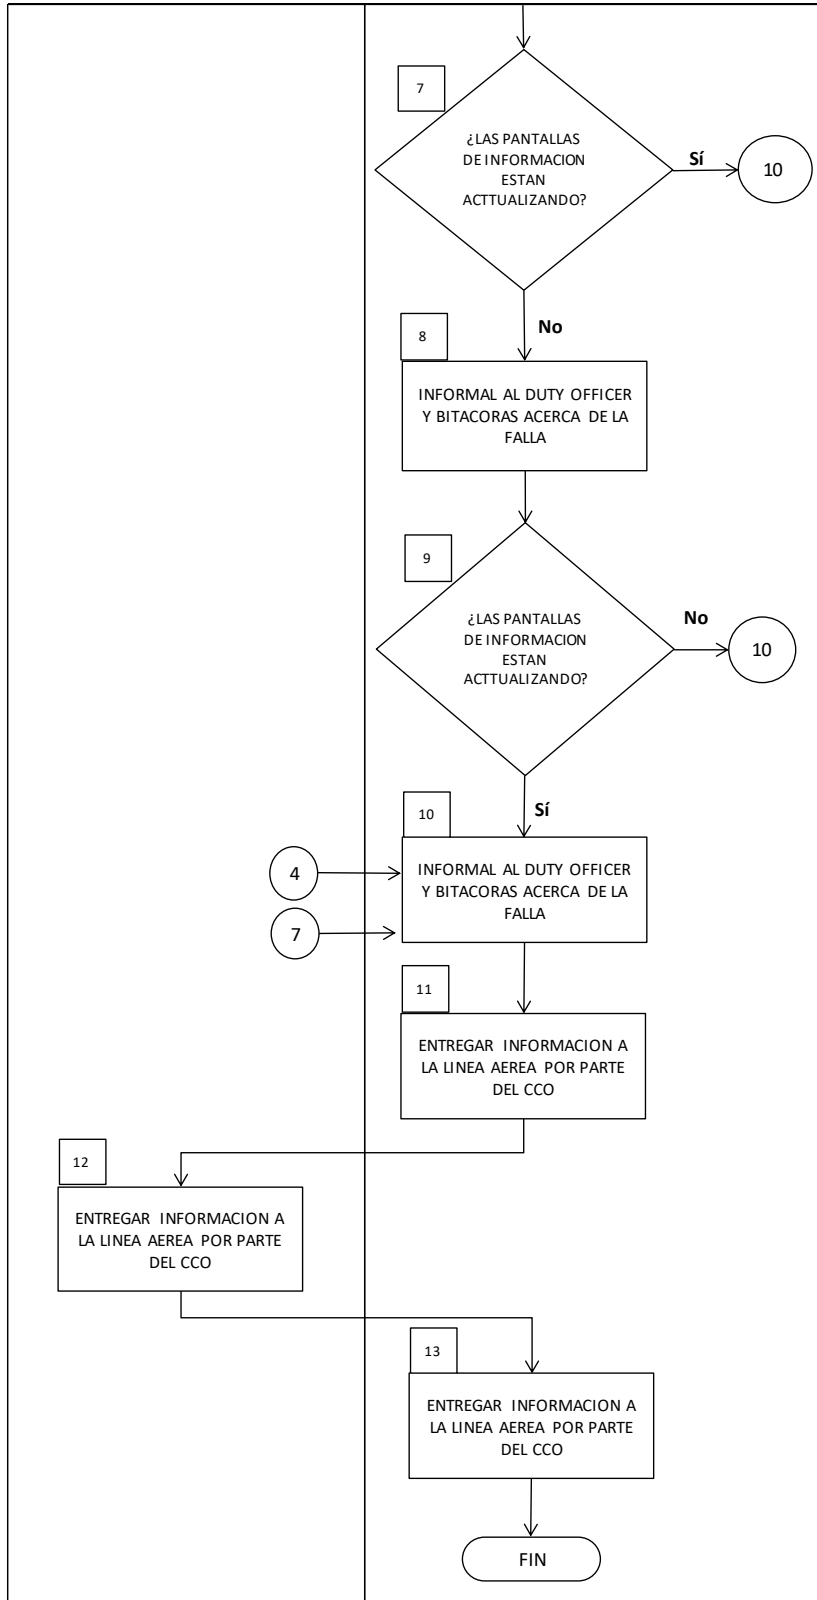 7
¿LAS PANTALLAS
DE INFORMACION
ESTAN
ACTTUALIZANDO?
Sí
10
No
8
INFORMAL AL DUTY OFFICER
Y BITACORAS ACERCA DE LA
FALLA
9
¿LAS PANTALLAS
DE INFORMACION
ESTAN
ACTTUALIZANDO?
No
10
Sí
10
INFORMAL AL DUTY OFFICER
Y BITACORAS ACERCA DE LA
FALLA
4
7
11
ENTREGAR INFORMACION A
LA LINEA AEREA POR PARTE
DEL CCO
12
ENTREGAR INFORMACION A
LA LINEA AEREA POR PARTE
DEL CCO
13
ENTREGAR INFORMACION A
LA LINEA AEREA POR PARTE
DEL CCO
FIN